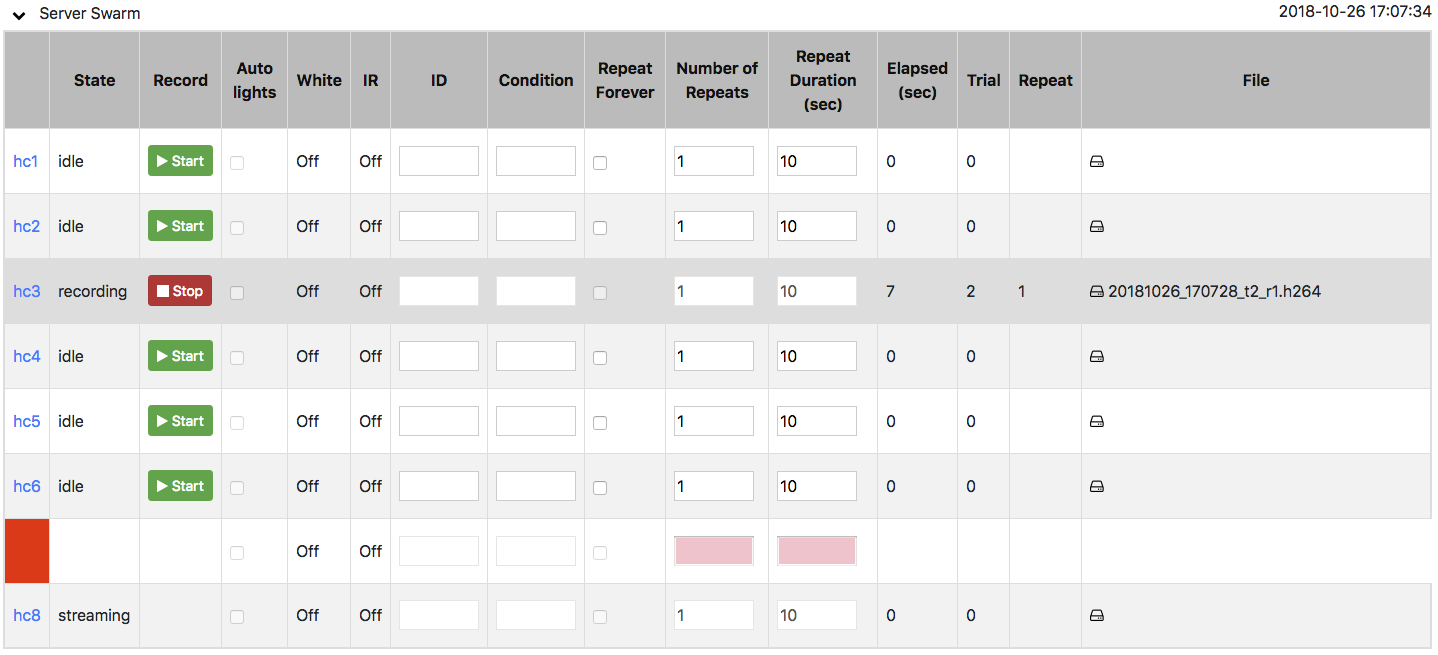 Server Swarm 2018-10-26 17:07:34
State Record Auto lights White IR ID Condition Repeat Forever Number of Repeats Repeat Duration (sec) Elapsed (sec) Trial Repeat File
hc1 idle Start Off Off 1 10 0 0
hc2 idle Start Off Off 1 10 0 0
hc3 recording Stop Off Off 1 10 7 2 1 20181026_170728_t2_r1.h264
hc4 idle Start Off Off 1 10 0 0
hc5 idle Start Off Off 1 10 0 0
hc6 idle Start Off Off 1 10 0 0
Off Off
hc8 streaming Off Off 1 10 0 0